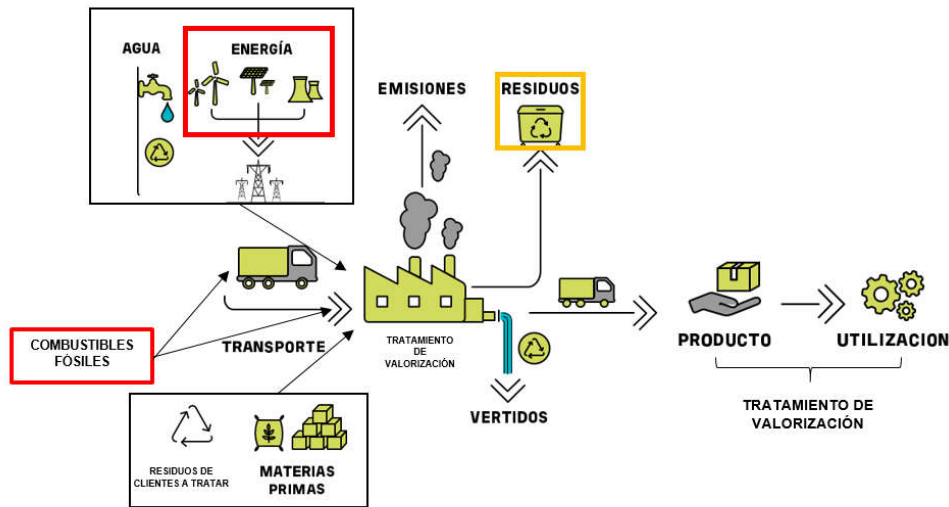 AGUA
ENERGÍA
EMISIONES
RESIDUOS
COMBUSTIBLES
FÓSILES
TRANSPORTE
TRATAMIENTO
DE
VALORIZACIÓN
VERTIDOS
PRODUCTO
UTILIZACION
TRATAMIENTO DE
VALORIZACIÓN
RESIDUOS DE
CLIENTES A TRATAR
MATERIAS
PRIMAS